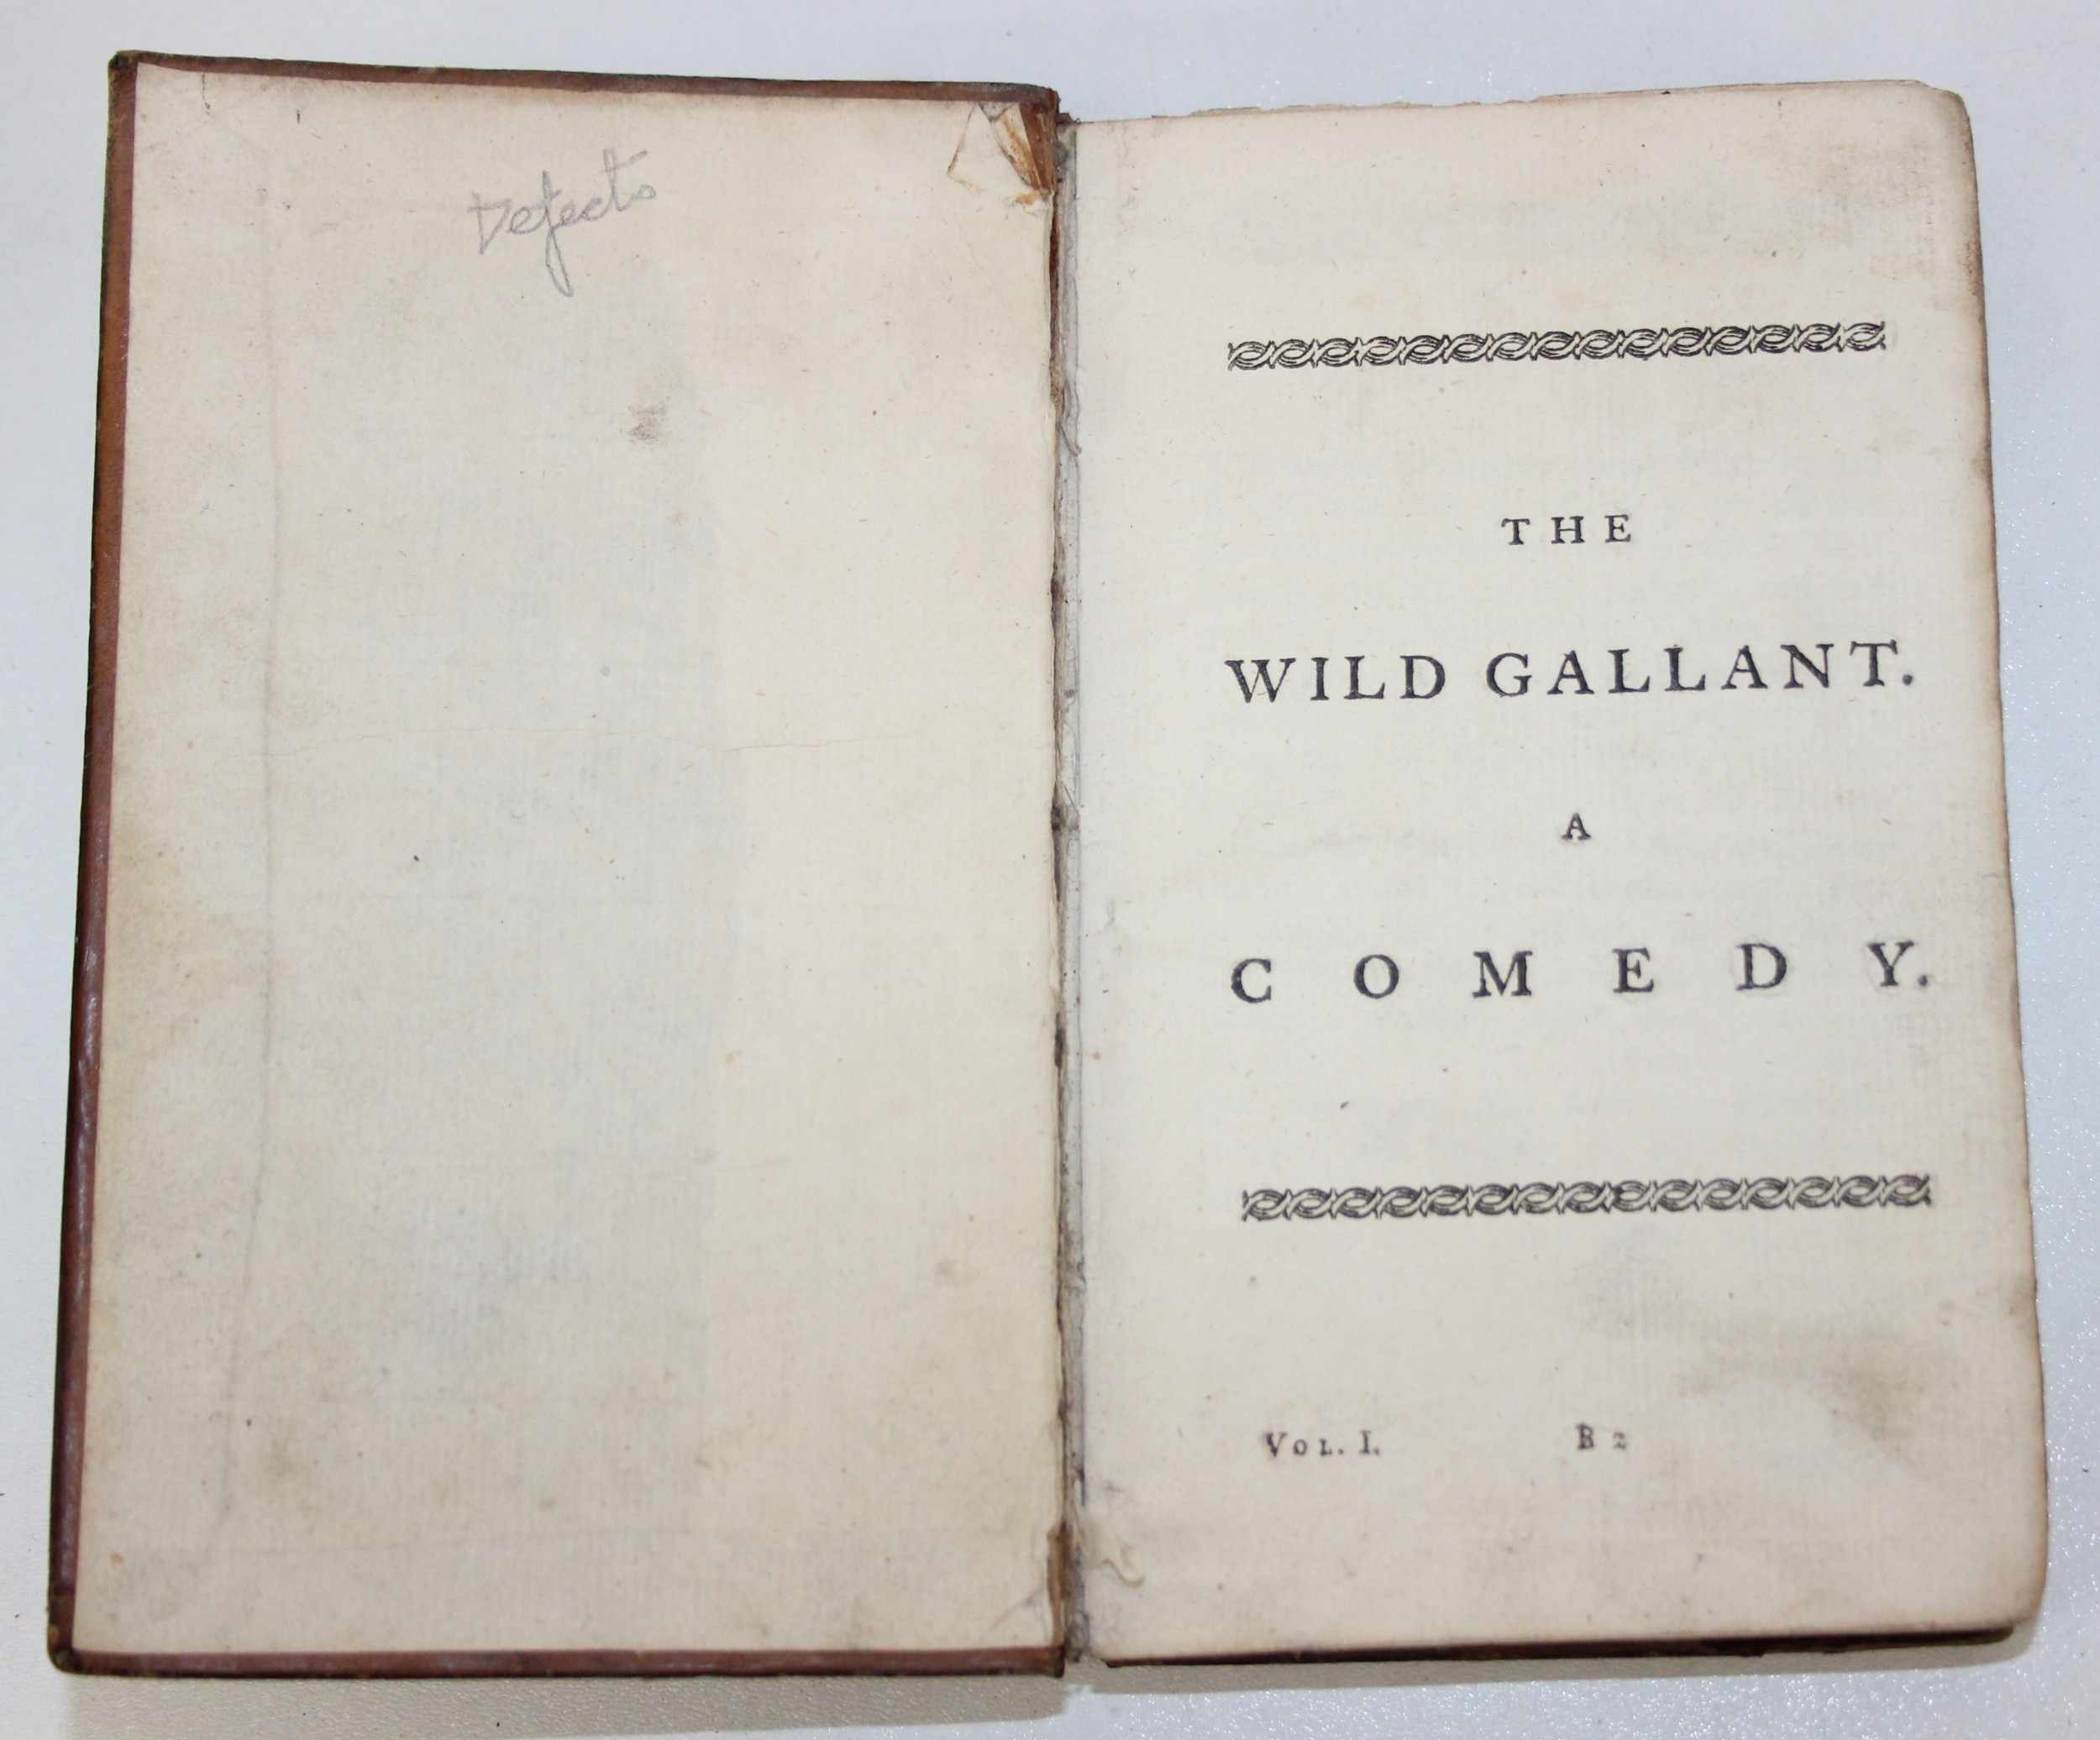 Defects
THE
WILD GALLANT.
A
COMEDY.
VOL. I. B 2